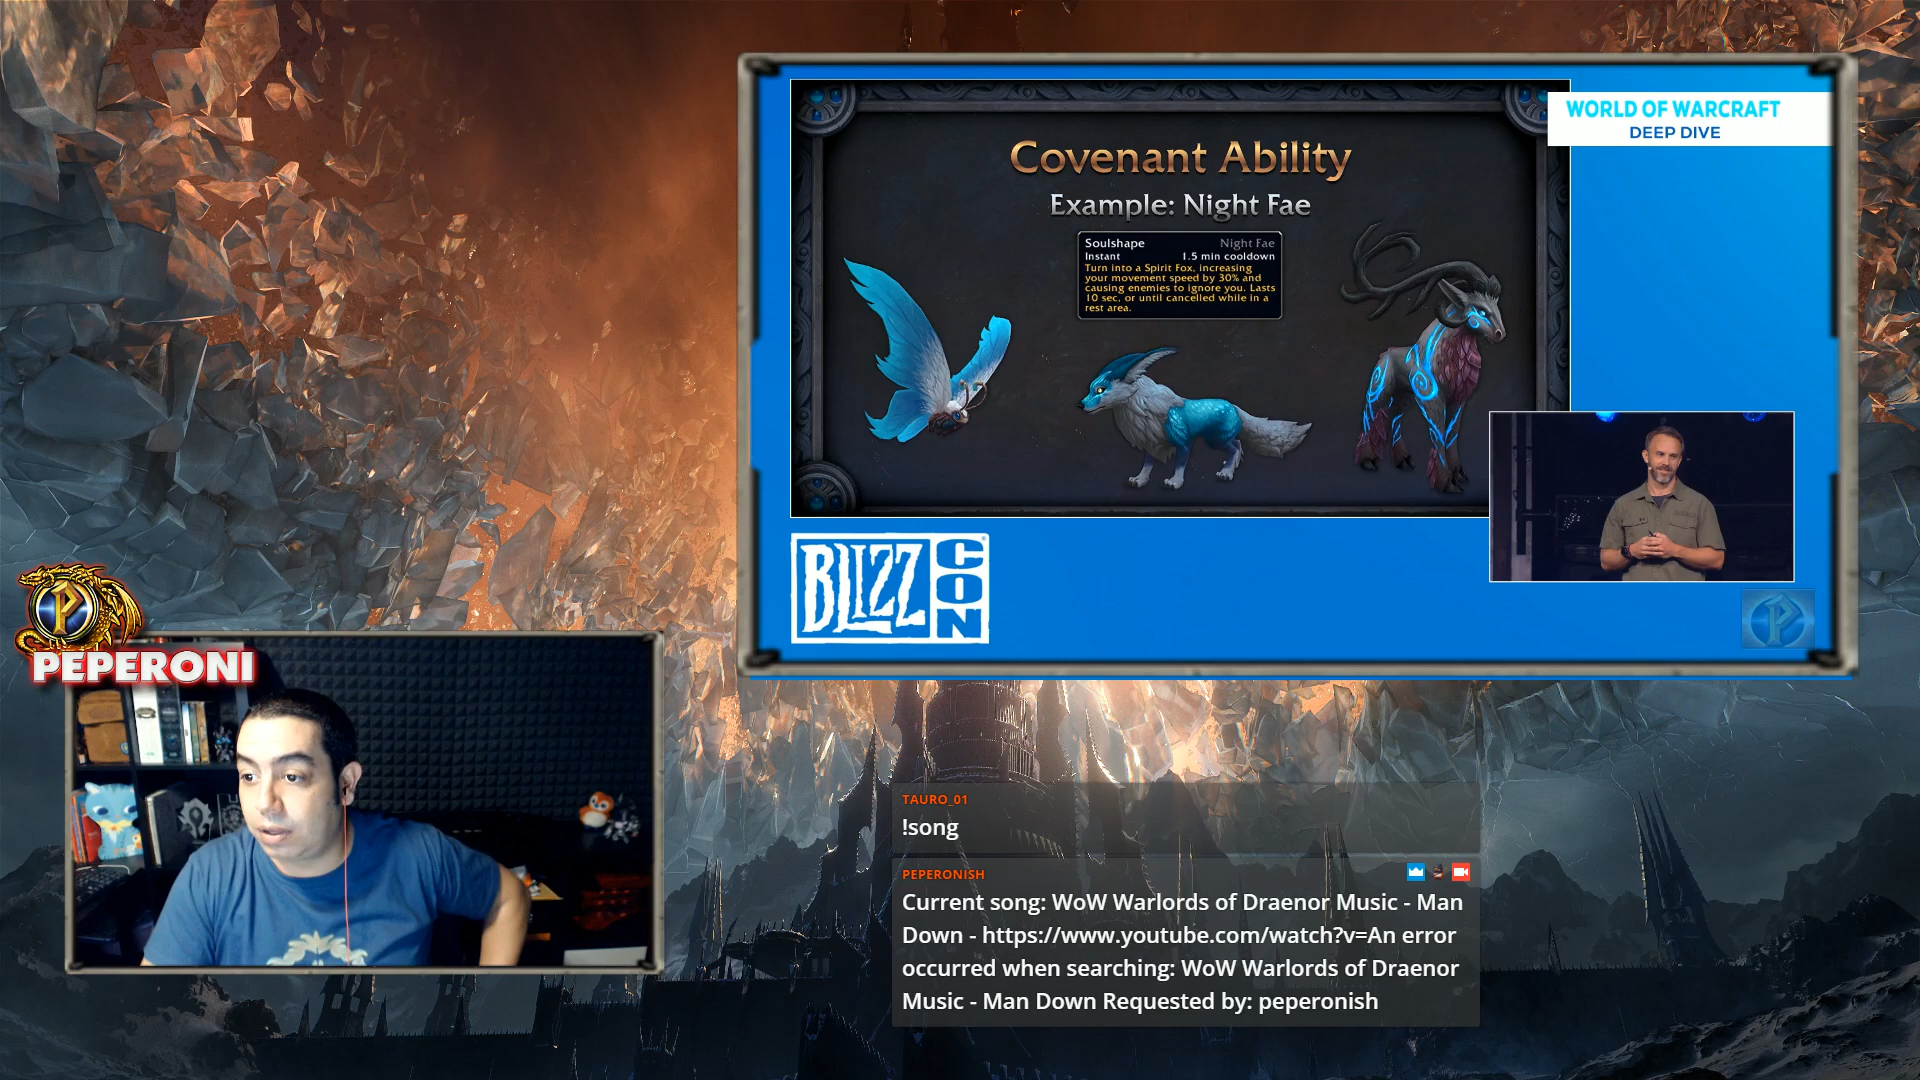 WORLD OF WARCRAFT
DEEP DIVE
Covenant Ability
Example: Night Fae
Soulshape Night Fae
Instant 1.5 min cooldown
Turn into a Spirit Fox, increasing
your movement speed by 30% and
causing enemies to ignore you. Lasts
10 sec, or until cancelled while in a
rest area.
BLIZZ
CON
P
P
PEPERONI
TAURO_01
!song
PEPERONISH
Current song: WoW Warlords of Draenor Music - Man
Down - https://www.youtube.com/watch?v=An error
occurred when searching: WoW Warlords of Draenor
Music - Man Down Requested by: peperonish